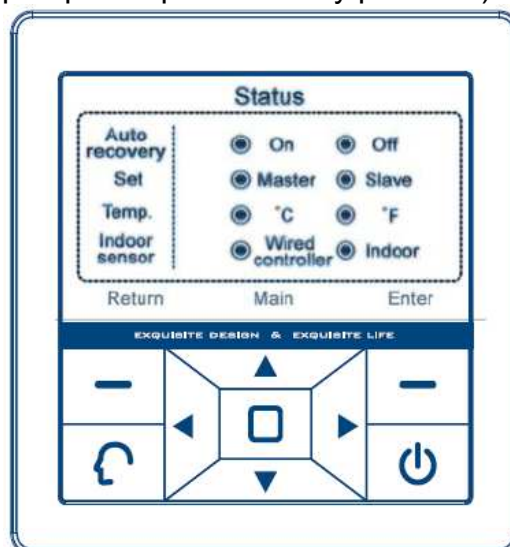 Status
Auto recovery On Off
Set Master Slave
Temp. °C °F
Indoor sensor Wired controller Indoor
Return Main Enter
EXQUISITE DESIGN & EXQUISITE LIFE